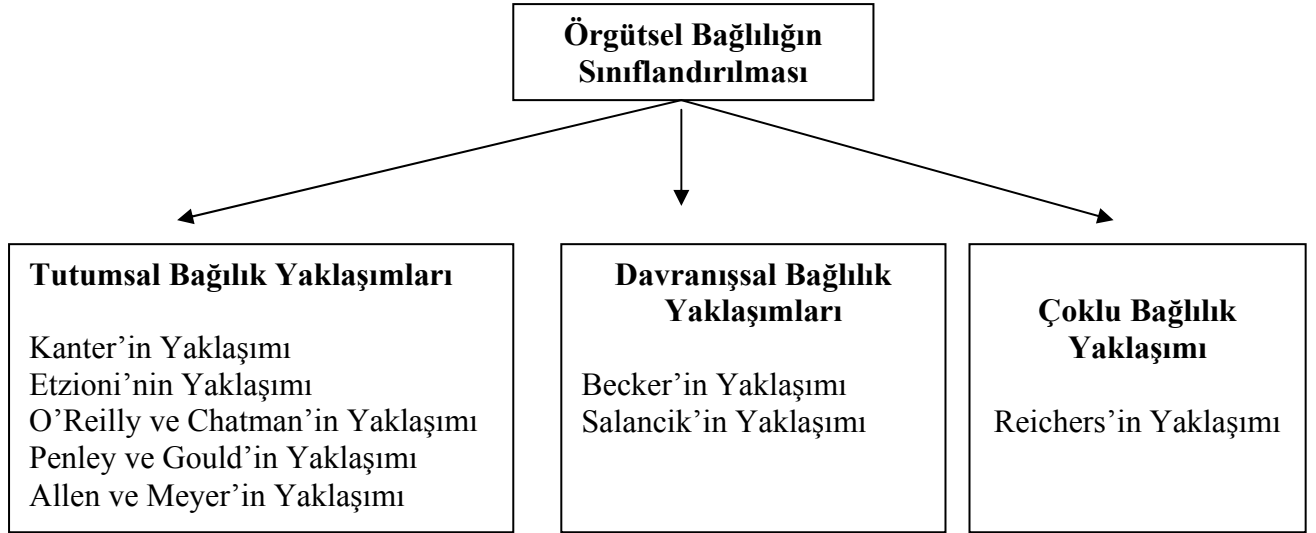 Örgütsel Bağlılığın
Sınıflandırılması
Tutumsal Bağılık Yaklaşımları
Kanter’in Yaklaşımı
Etzioni’nin Yaklaşımı
O’Reilly ve Chatman’in Yaklaşımı
Penley ve Gould’in Yaklaşımı
Allen ve Meyer’in Yaklaşımı
Davranışsal Bağlılık
Yaklaşımları
Becker’in Yaklaşımı
Salancik’in Yaklaşımı
Çoklu Bağlılık
Yaklaşımı
Reichers’in Yaklaşımı